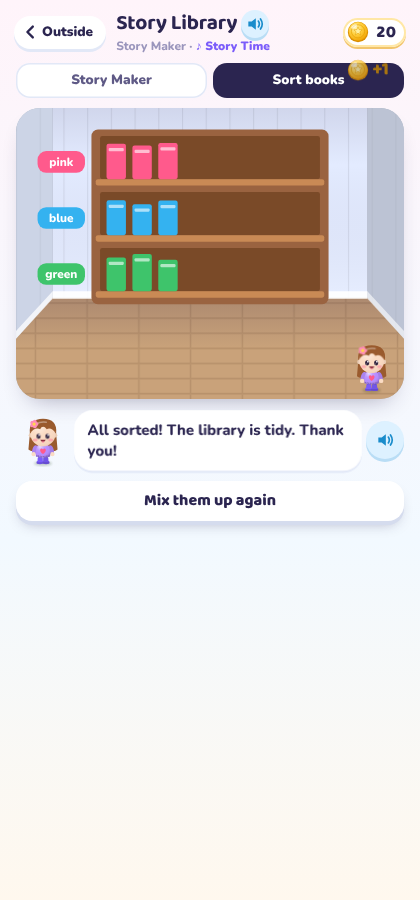 Outside
Story Library
Story Maker · ♪ Story Time
20
+1
Story Maker
Sort books
pink
blue
green
All sorted! The library is tidy. Thank
you!
Mix them up again